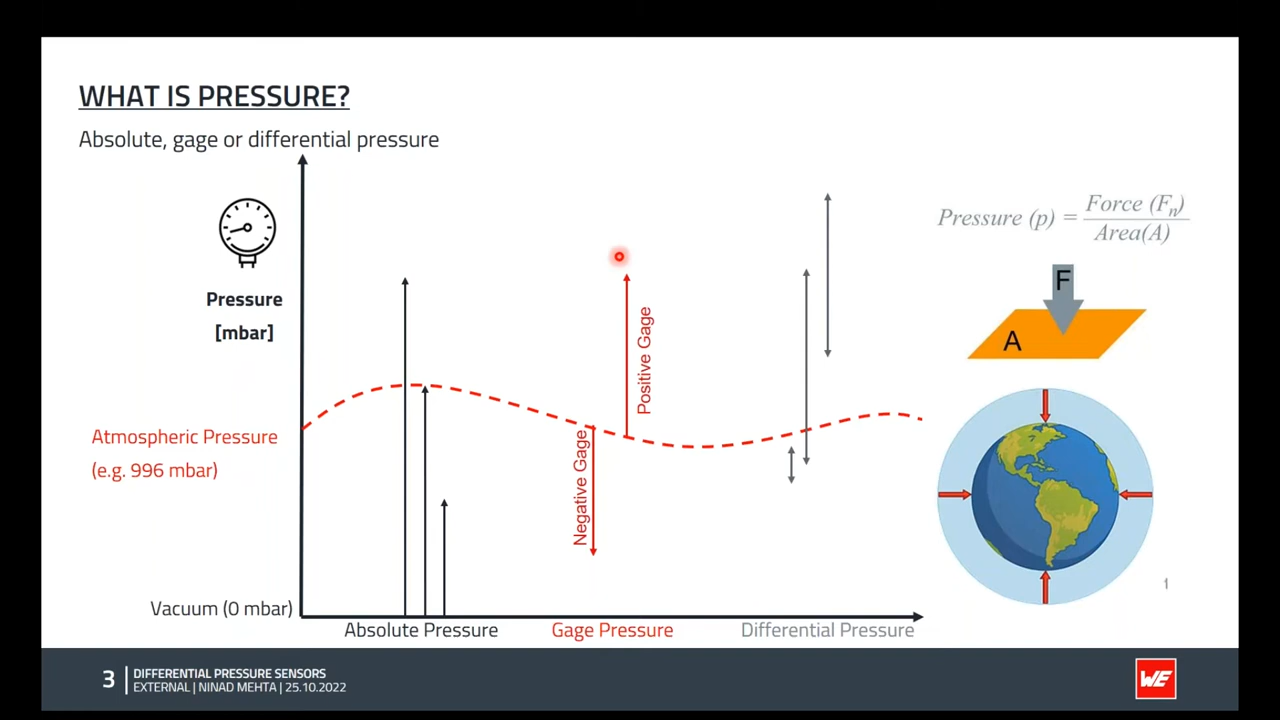 WHAT IS PRESSURE?
Absolute, gage or differential pressure
Pressure (p) = Force (Fn) / Area(A)
F
A
Pressure
[mbar]
Positive Gage
Negative Gage
Atmospheric Pressure
(e.g. 996 mbar)
Vacuum (0 mbar)
Absolute Pressure
Gage Pressure
Differential Pressure
1
3
DIFFERENTIAL PRESSURE SENSORS
EXTERNAL | NINAD MEHTA | 25.10.2022
WE